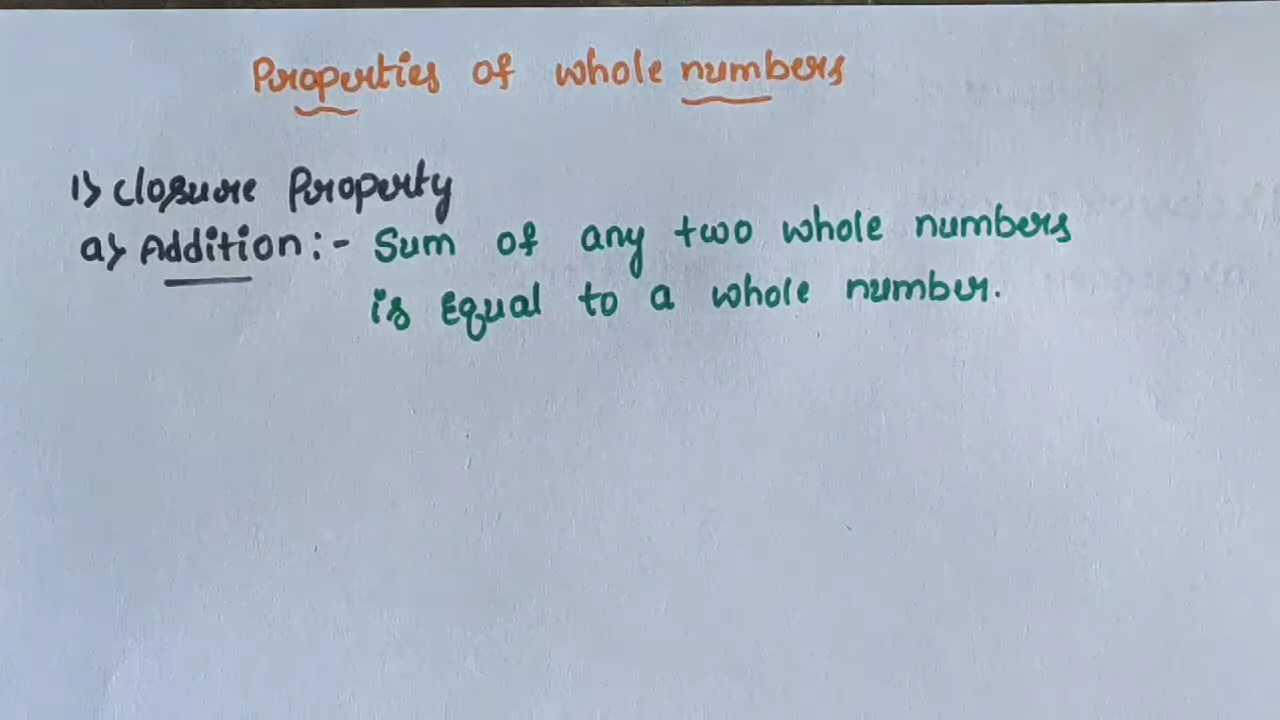 Properties of whole numbers
1) Closure Property
a) Addition:- Sum of any two whole numbers
is Equal to a whole number.